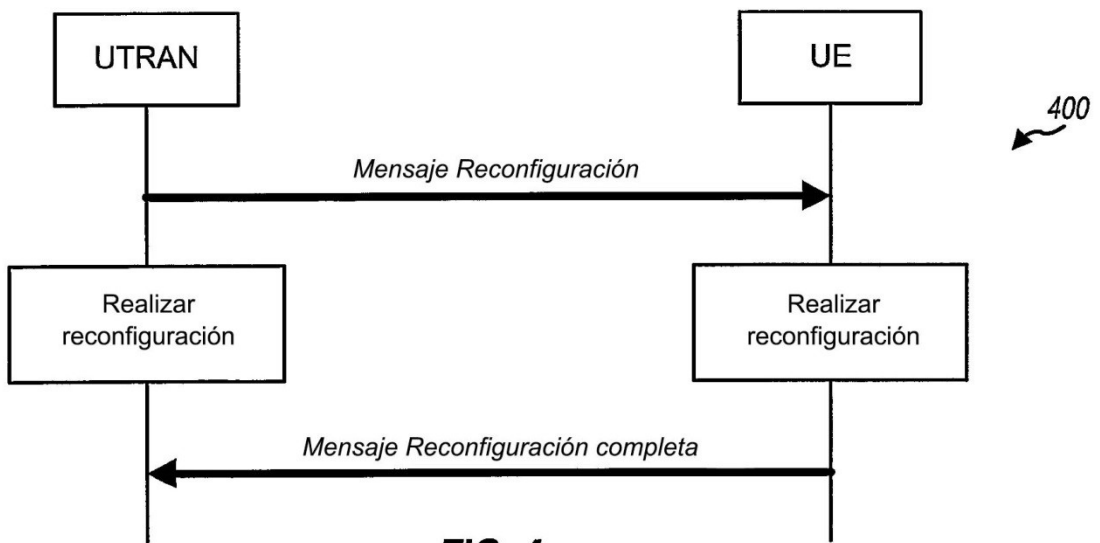 UTRAN
UE
400
Mensaje Reconfiguración
Realizar
reconfiguración
Realizar
reconfiguración
Mensaje Reconfiguración completa